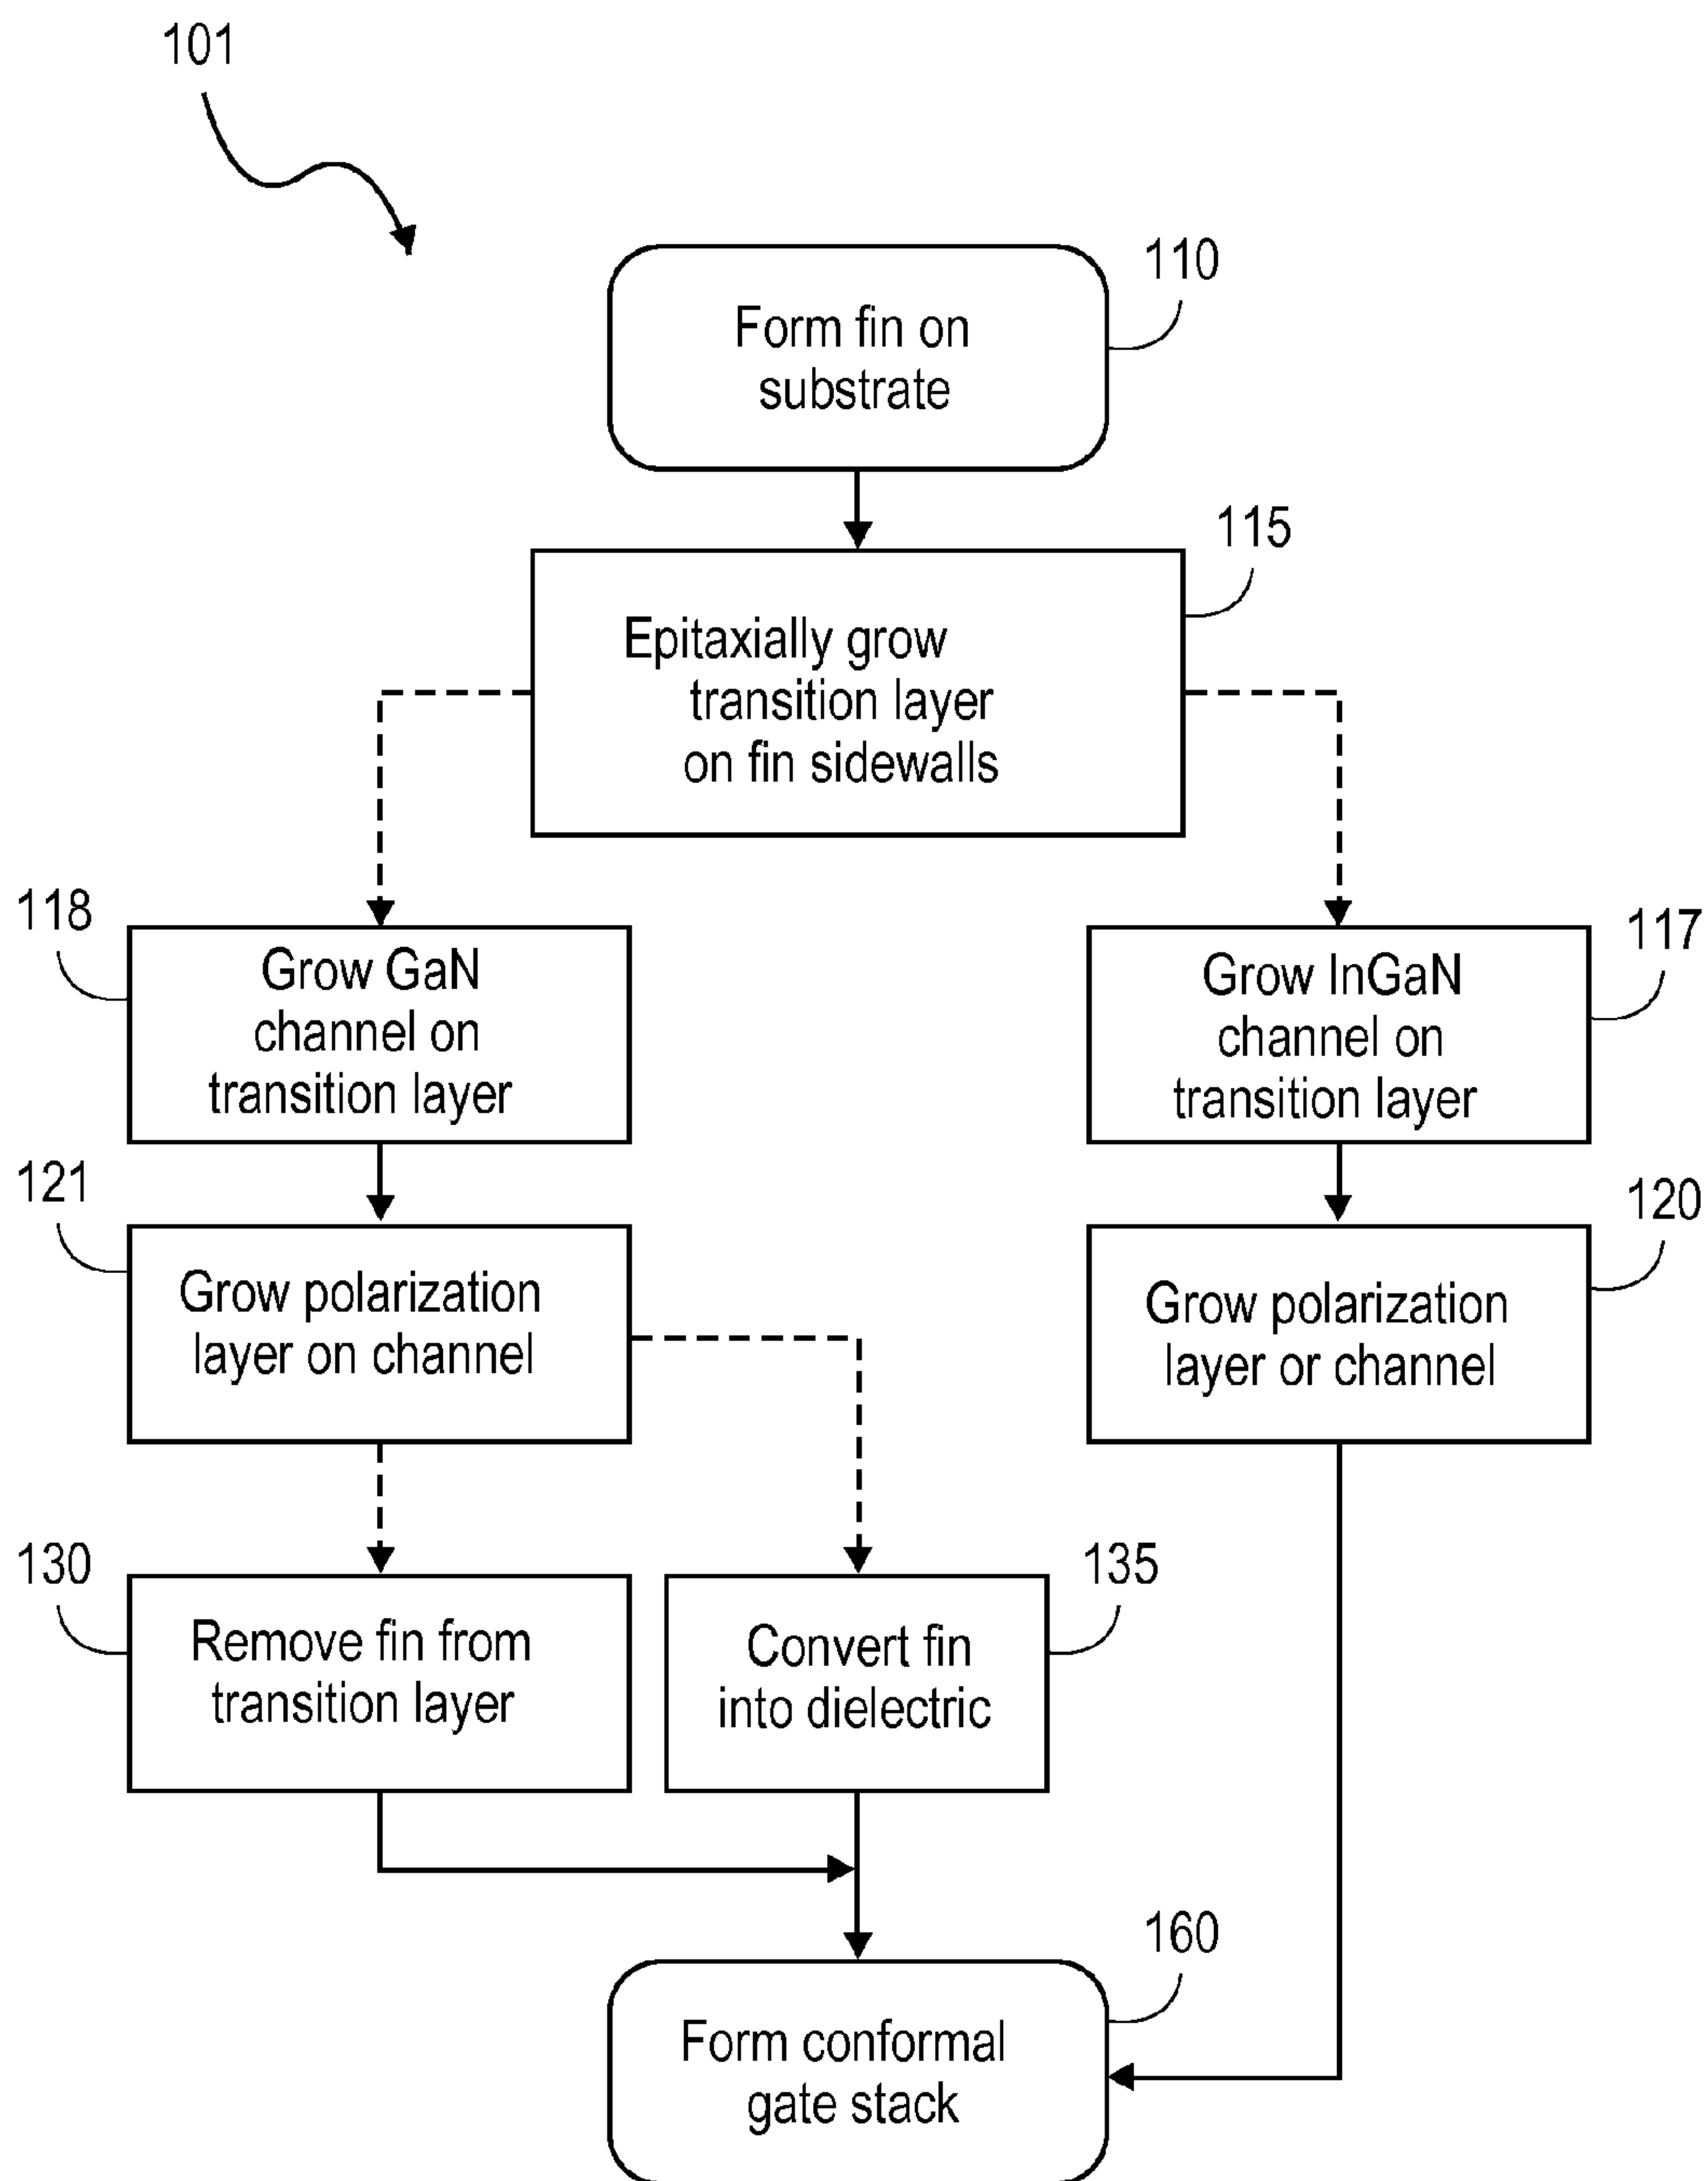 101
110
Form fin on
substrate
115
Epitaxially grow
transition layer
on fin sidewalls
118
Grow GaN
channel on
transition layer
117
Grow InGaN
channel on
transition layer
121
Grow polarization
layer on channel
120
Grow polarization
layer or channel
130
Remove fin from
transition layer
135
Convert fin
into dielectric
160
Form conformal
gate stack